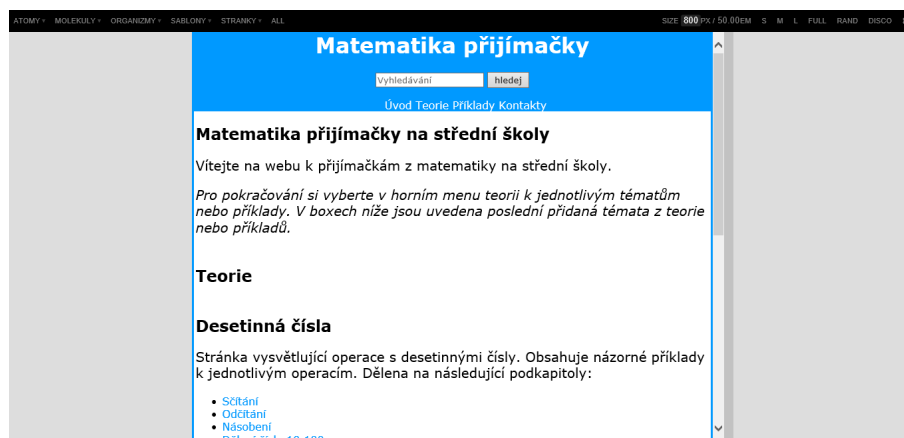 ATOMY MOLEKULY ORGANIZMY SABLONY STRANKY ALL SIZE 800PX / 50.00EM S M L FULL RAND DISCO
Matematika přijímačky
Vyhledávání hledej
Úvod Teorie Příklady Kontakty
Matematika přijímačky na střední školy
Vítejte na webu k přijímačkám z matematiky na střední školy.
Pro pokračování si vyberte v horním menu teorii k jednotlivým tématům
nebo příklady. V boxech níže jsou uvedena poslední přidaná témata z teorie
nebo příkladů.
Teorie
Desetinná čísla
Stránka vysvětlující operace s desetinnými čísly. Obsahuje názorné příklady
k jednotlivým operacím. Dělena na následující podkapitoly:
Sčítání
Odčítání
Násobení